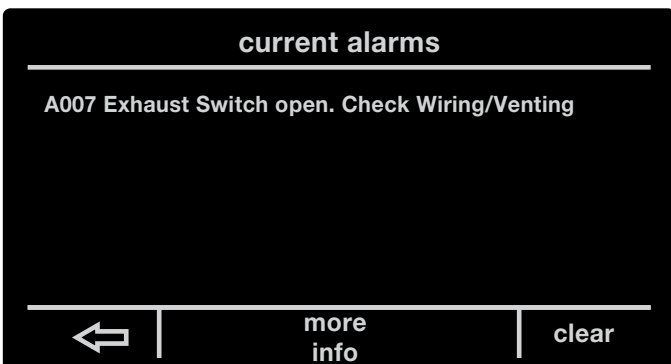 current alarms
A007 Exhaust Switch open. Check Wiring/Venting
more
info
clear